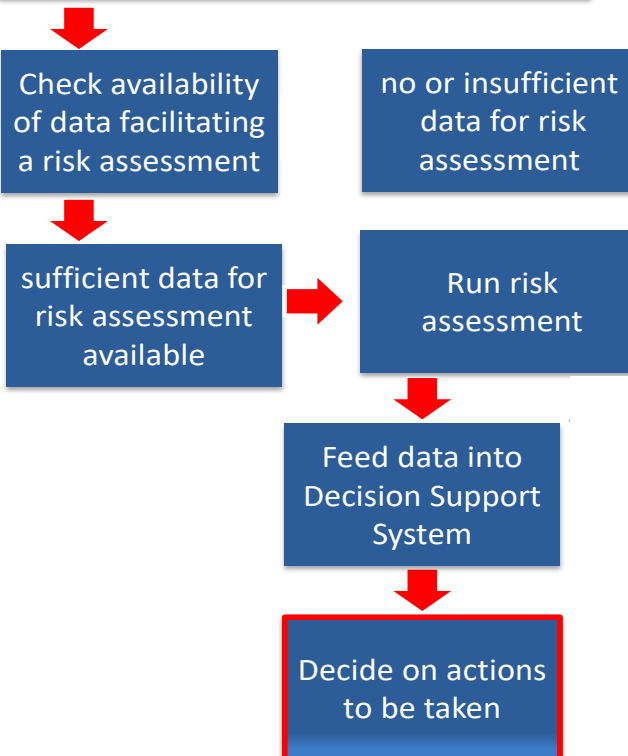 Check availability
of data facilitating
a risk assessment
no or insufficient
data for risk
assessment
sufficient data for
risk assessment
available
Run risk
assessment
Feed data into
Decision Support
System
Decide on actions
to be taken